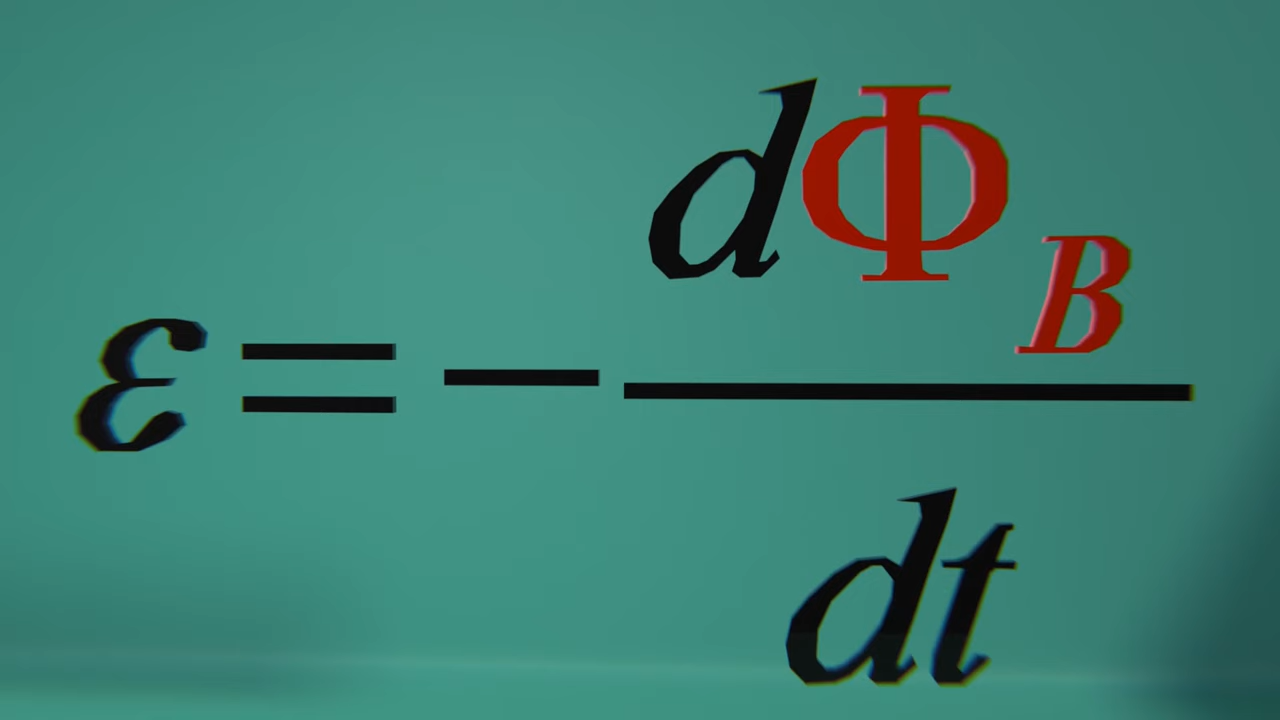 ε = - dΦ_B
dt